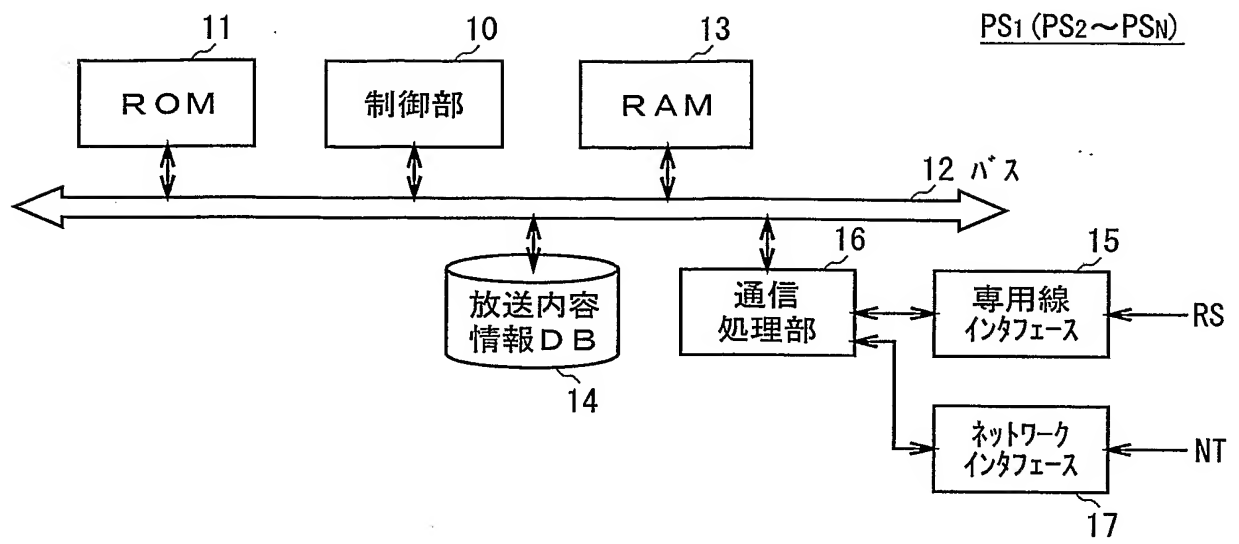 11
10
13
PS1(PS2〜PSN)
ROM
制御部
RAM
12 バス
16
15
放送内容
情報DB
通信
処理部
専用線
インタフェース
RS
14
ネットワーク
インタフェース
NT
17